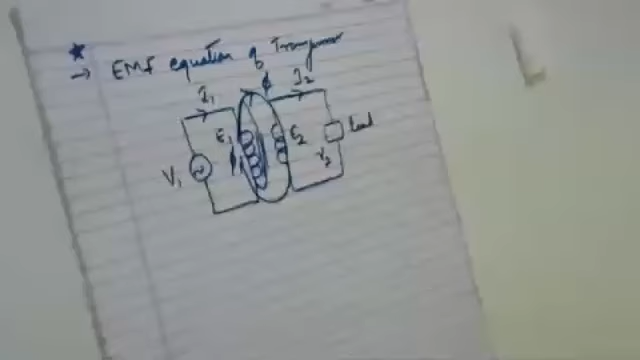 * → EMF equation of Transformer
I₁ φ I₂
E₁ E₂ Load
V₁ V₂